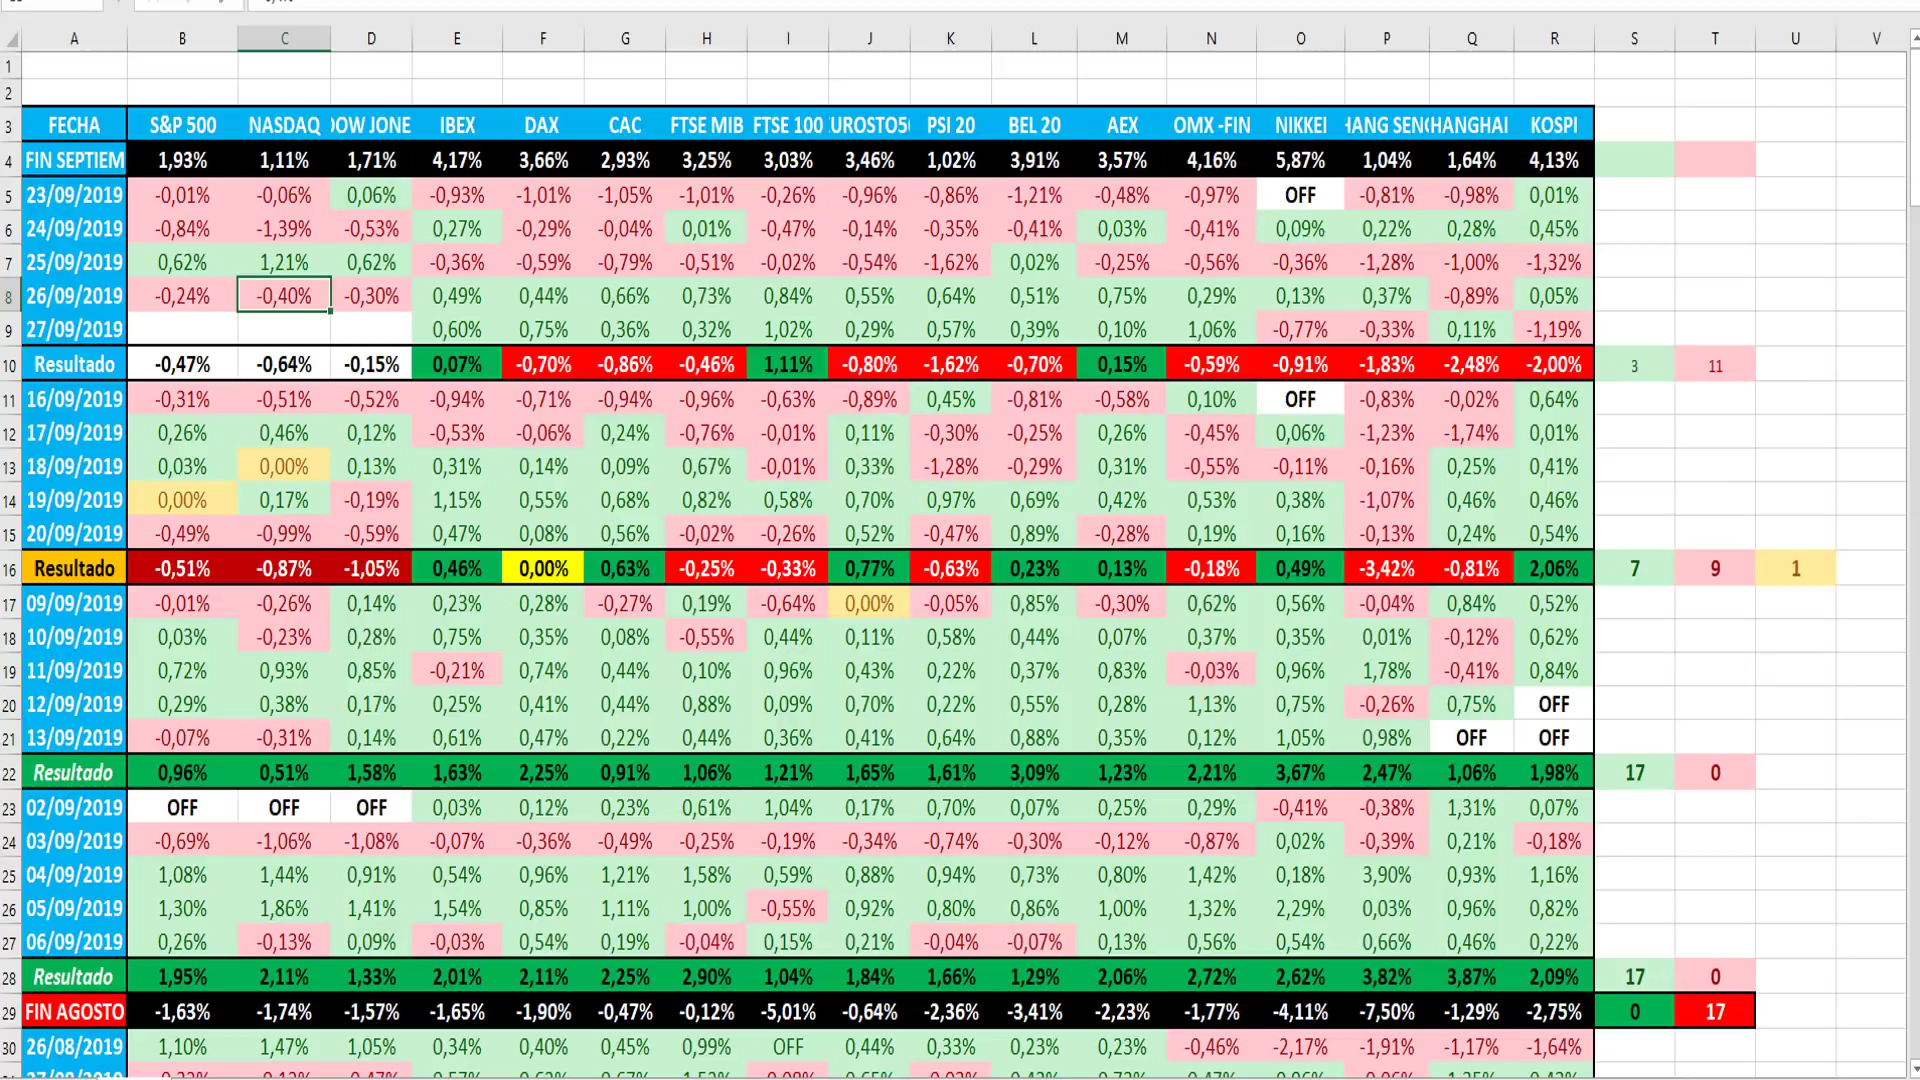 A B C D E F G H I J K L M N O P Q R S T U V
1
2
3 FECHA S&P 500 NASDAQ DOW JONE IBEX DAX CAC FTSE MIB FTSE 100 UROSTO5 PSI 20 BEL 20 AEX OMX -FIN NIKKEI HANG SEN HANGHAI KOSPI
4 FIN SEPTIEM 1,93% 1,11% 1,71% 4,17% 3,66% 2,93% 3,25% 3,03% 3,46% 1,02% 3,91% 3,57% 4,16% 5,87% 1,04% 1,64% 4,13%
5 23/09/2019 -0,01% -0,06% 0,06% -0,93% -1,01% -1,05% -1,01% -0,26% -0,96% -0,86% -1,21% -0,48% -0,97% OFF -0,81% -0,98% 0,01%
6 24/09/2019 -0,84% -1,39% -0,53% 0,27% -0,29% -0,04% 0,01% -0,47% -0,14% -0,35% -0,41% 0,03% -0,41% 0,09% 0,22% 0,28% 0,45%
7 25/09/2019 0,62% 1,21% 0,62% -0,36% -0,59% -0,79% -0,51% -0,02% -0,54% -1,62% 0,02% -0,25% -0,56% -0,36% -1,28% -1,00% -1,32%
8 26/09/2019 -0,24% -0,40% -0,30% 0,49% 0,44% 0,66% 0,73% 0,84% 0,55% 0,64% 0,51% 0,75% 0,29% 0,13% 0,37% -0,89% 0,05%
9 27/09/2019 0,60% 0,75% 0,36% 0,32% 1,02% 0,29% 0,57% 0,39% 0,10% 1,06% -0,77% -0,33% 0,11% -1,19%
10 Resultado -0,47% -0,64% -0,15% 0,07% -0,70% -0,86% -0,46% 1,11% -0,80% -1,62% -0,70% 0,15% -0,59% -0,91% -1,83% -2,48% -2,00% 3 11
11 16/09/2019 -0,31% -0,51% -0,52% -0,94% -0,71% -0,94% -0,96% -0,63% -0,89% 0,45% -0,81% -0,58% 0,10% OFF -0,83% -0,02% 0,64%
12 17/09/2019 0,26% 0,46% 0,12% -0,53% -0,06% 0,24% -0,76% -0,01% 0,11% -0,30% -0,25% 0,26% -0,45% 0,06% -1,23% -1,74% 0,01%
13 18/09/2019 0,03% 0,00% 0,13% 0,31% 0,14% 0,09% 0,67% -0,01% 0,33% -1,28% -0,29% 0,31% -0,55% -0,11% -0,16% 0,25% 0,41%
14 19/09/2019 0,00% 0,17% -0,19% 1,15% 0,55% 0,68% 0,82% 0,58% 0,70% 0,97% 0,69% 0,42% 0,53% 0,38% -1,07% 0,46% 0,46%
15 20/09/2019 -0,49% -0,99% -0,59% 0,47% 0,08% 0,56% -0,02% -0,26% 0,52% -0,47% 0,89% -0,28% 0,19% 0,16% -0,13% 0,24% 0,54%
16 Resultado -0,51% -0,87% -1,05% 0,46% 0,00% 0,63% -0,25% -0,33% 0,77% -0,63% 0,23% 0,13% -0,18% 0,49% -3,42% -0,81% 2,06% 7 9 1
17 09/09/2019 -0,01% -0,26% 0,14% 0,23% 0,28% -0,27% 0,19% -0,64% 0,00% -0,05% 0,85% -0,30% 0,62% 0,56% -0,04% 0,84% 0,52%
18 10/09/2019 0,03% -0,23% 0,28% 0,75% 0,35% 0,08% -0,55% 0,44% 0,11% 0,58% 0,44% 0,07% 0,37% 0,35% 0,01% -0,12% 0,62%
19 11/09/2019 0,72% 0,93% 0,85% -0,21% 0,74% 0,44% 0,10% 0,96% 0,43% 0,22% 0,37% 0,83% -0,03% 0,96% 1,78% -0,41% 0,84%
20 12/09/2019 0,29% 0,38% 0,17% 0,25% 0,41% 0,44% 0,88% 0,09% 0,70% 0,22% 0,55% 0,28% 1,13% 0,75% -0,26% 0,75% OFF
21 13/09/2019 -0,07% -0,31% 0,14% 0,61% 0,47% 0,22% 0,44% 0,36% 0,41% 0,64% 0,88% 0,35% 0,12% 1,05% 0,98% OFF OFF
22 Resultado 0,96% 0,51% 1,58% 1,63% 2,25% 0,91% 1,06% 1,21% 1,65% 1,61% 3,09% 1,23% 2,21% 3,67% 2,47% 1,06% 1,98% 17 0
23 02/09/2019 OFF OFF OFF 0,03% 0,12% 0,23% 0,61% 1,04% 0,17% 0,70% 0,07% 0,25% 0,29% -0,41% -0,38% 1,31% 0,07%
24 03/09/2019 -0,69% -1,06% -1,08% -0,07% -0,36% -0,49% -0,25% -0,19% -0,34% -0,74% -0,30% -0,12% -0,87% 0,02% -0,39% 0,21% -0,18%
25 04/09/2019 1,08% 1,44% 0,91% 0,54% 0,96% 1,21% 1,58% 0,59% 0,88% 0,94% 0,73% 0,80% 1,42% 0,18% 3,90% 0,93% 1,16%
26 05/09/2019 1,30% 1,86% 1,41% 1,54% 0,85% 1,11% 1,00% -0,55% 0,92% 0,80% 0,86% 1,00% 1,32% 2,29% 0,03% 0,96% 0,82%
27 06/09/2019 0,26% -0,13% 0,09% -0,03% 0,54% 0,19% -0,04% 0,15% 0,21% -0,04% -0,07% 0,13% 0,56% 0,54% 0,66% 0,46% 0,22%
28 Resultado 1,95% 2,11% 1,33% 2,01% 2,11% 2,25% 2,90% 1,04% 1,84% 1,66% 1,29% 2,06% 2,72% 2,62% 3,82% 3,87% 2,09% 17 0
29 FIN AGOSTO -1,63% -1,74% -1,57% -1,65% -1,90% -0,47% -0,12% -5,01% -0,64% -2,36% -3,41% -2,23% -1,77% -4,11% -7,50% -1,29% -2,75% 0 17
30 26/08/2019 1,10% 1,47% 1,05% 0,34% 0,40% 0,45% 0,99% OFF 0,44% 0,33% 0,23% 0,23% -0,46% -2,17% -1,91% -1,17% -1,64%